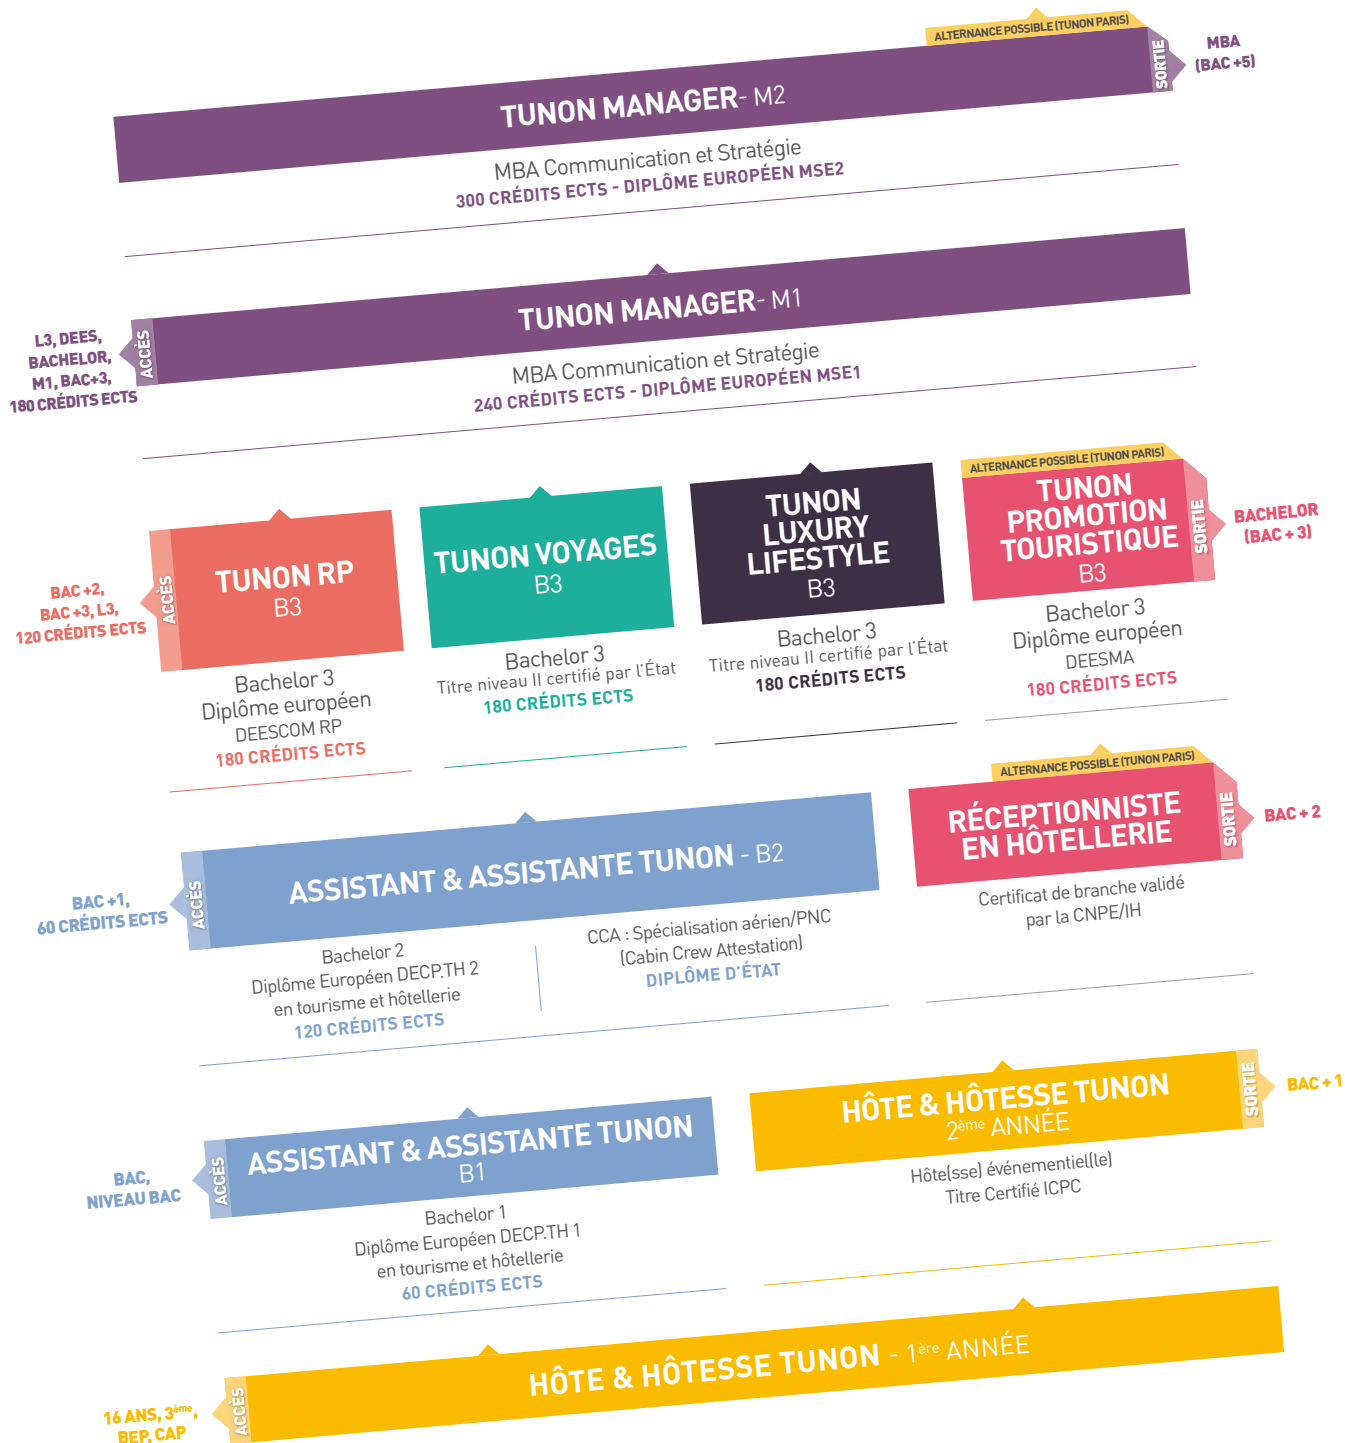 ALTERNANCE POSSIBLE (TUNON PARIS)
SORTIE
MBA
(BAC +5)
TUNON MANAGER- M2
MBA Communication et Stratégie
300 CRÉDITS ECTS - DIPLÔME EUROPÉEN MSE2
L3, DEES,
BACHELOR,
M1, BAC+3,
180 CRÉDITS ECTS
ACCÈS
TUNON MANAGER- M1
MBA Communication et Stratégie
240 CRÉDITS ECTS - DIPLÔME EUROPÉEN MSE1
BAC +2,
BAC +3, L3,
120 CRÉDITS ECTS
ACCÈS
TUNON RP
B3
Bachelor 3
Diplôme européen
DEESCOM RP
180 CRÉDITS ECTS
TUNON VOYAGES
B3
Bachelor 3
Titre niveau II certifié par l'État
180 CRÉDITS ECTS
TUNON
LUXURY
LIFESTYLE
B3
Bachelor 3
Titre niveau II certifié par l'État
180 CRÉDITS ECTS
ALTERNANCE POSSIBLE (TUNON PARIS)
TUNON
PROMOTION
TOURISTIQUE
B3
SORTIE
BACHELOR
(BAC + 3)
Bachelor 3
Diplôme européen
DEESMA
180 CRÉDITS ECTS
BAC +1,
60 CRÉDITS ECTS
ACCÈS
ASSISTANT & ASSISTANTE TUNON - B2
Bachelor 2
Diplôme Européen DECP.TH 2
en tourisme et hôtellerie
120 CRÉDITS ECTS
CCA : Spécialisation aérien/PNC
(Cabin Crew Attestation)
DIPLÔME D'ÉTAT
ALTERNANCE POSSIBLE (TUNON PARIS)
RÉCEPTIONNISTE
EN HÔTELLERIE
SORTIE
BAC + 2
Certificat de branche validé
par la CNPE/IH
BAC,
NIVEAU BAC
ACCÈS
ASSISTANT & ASSISTANTE TUNON
B1
Bachelor 1
Diplôme Européen DECP.TH 1
en tourisme et hôtellerie
60 CRÉDITS ECTS
HÔTE & HÔTESSE TUNON
2ème ANNÉE
SORTIE
BAC + 1
Hôte(sse) événementiel(le)
Titre Certifié ICPC
16 ANS, 3ème,
BEP, CAP
ACCÈS
HÔTE & HÔTESSE TUNON - 1ère ANNÉE